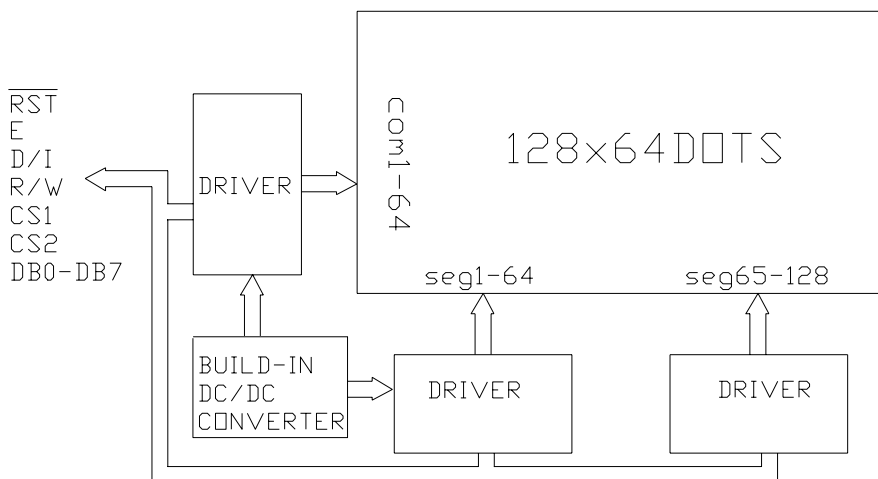 RST
E
D/I
R/W
CS1
CS2
DB0-DB7
DRIVER
com1-64
128x64DOTS
seg1-64
seg65-128
BUILD-IN
DC/DC
CONVERTER
DRIVER
DRIVER